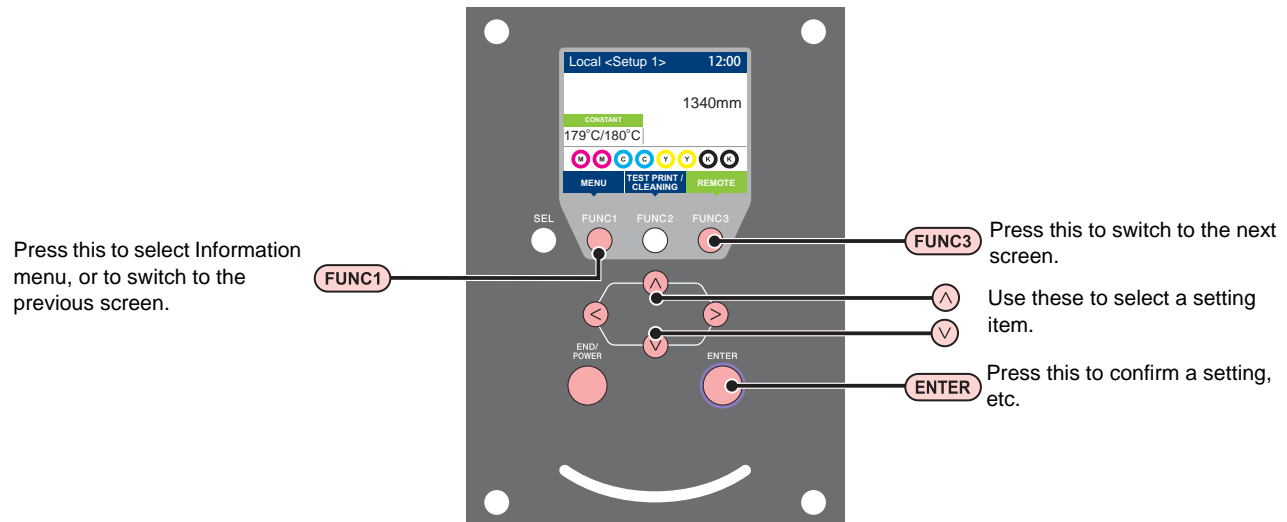 Local <Setup 1> 12:00
1340mm
CONSTANT
179°C/180°C
M M C C Y Y K K
MENU
TEST PRINT /
CLEANING
REMOTE
SEL FUNC1 FUNC2 FUNC3
Press this to select Information
menu, or to switch to the
previous screen.
FUNC1
FUNC3
Press this to switch to the next
screen.
Use these to select a setting
item.
END/
POWER
ENTER
ENTER
Press this to confirm a setting,
etc.